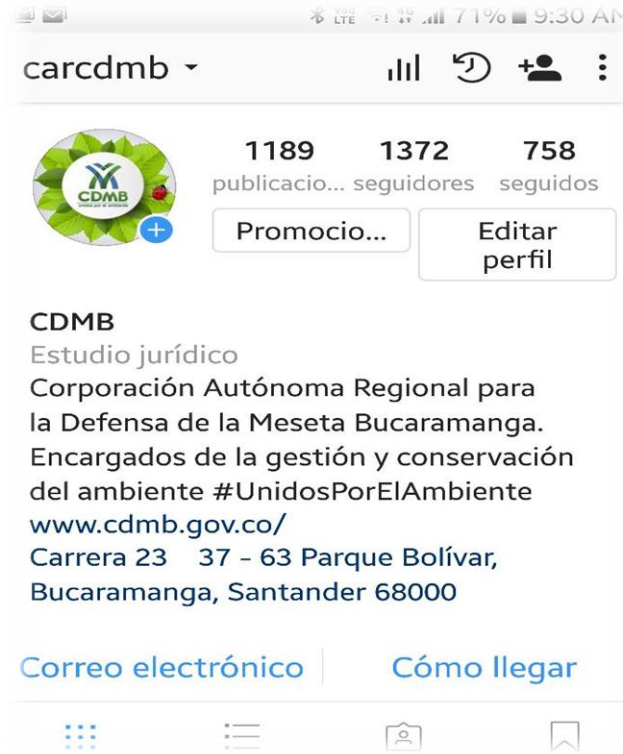 71% 9:30 AM
carcdmb
1189 1372 758
publicacio... seguidores seguidos
CDMB
Promocio... Editar perfil
CDMB
Estudio jurídico
Corporación Autónoma Regional para
la Defensa de la Meseta Bucaramanga.
Encargados de la gestión y conservación
del ambiente #UnidosPorElAmbiente
www.cdmb.gov.co/
Carrera 23 37 - 63 Parque Bolívar,
Bucaramanga, Santander 68000
Correo electrónico Cómo llegar